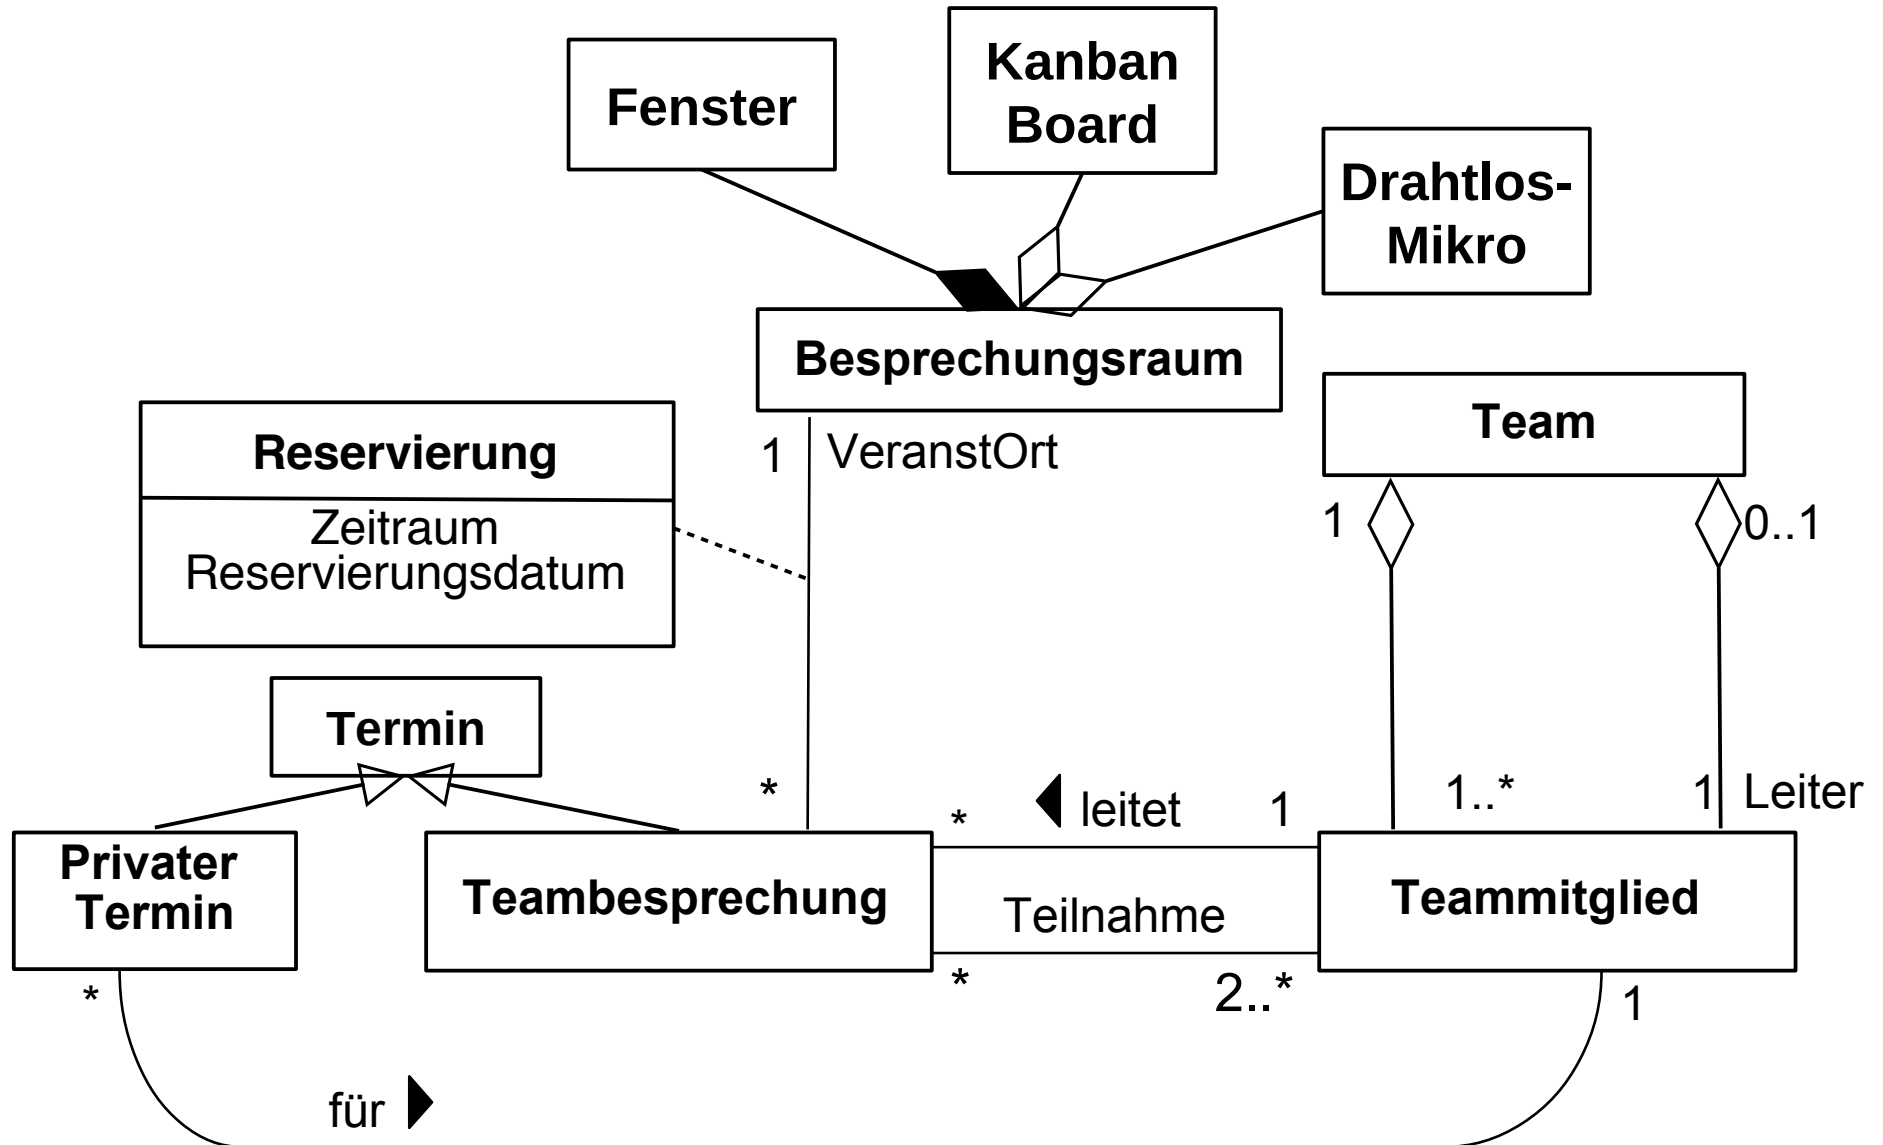 Fenster
Kanban
Board
Drahtlos-
Mikro
Besprechungsraum
Team
Reservierung
Zeitraum
Reservierungsdatum
1
VeranstOrt
1
0..1
Termin
*
*
leitet
1
1..*
1
Leiter
Privater
Termin
Teambesprechung
Teilnahme
Teammitglied
*
*
2..*
1
für